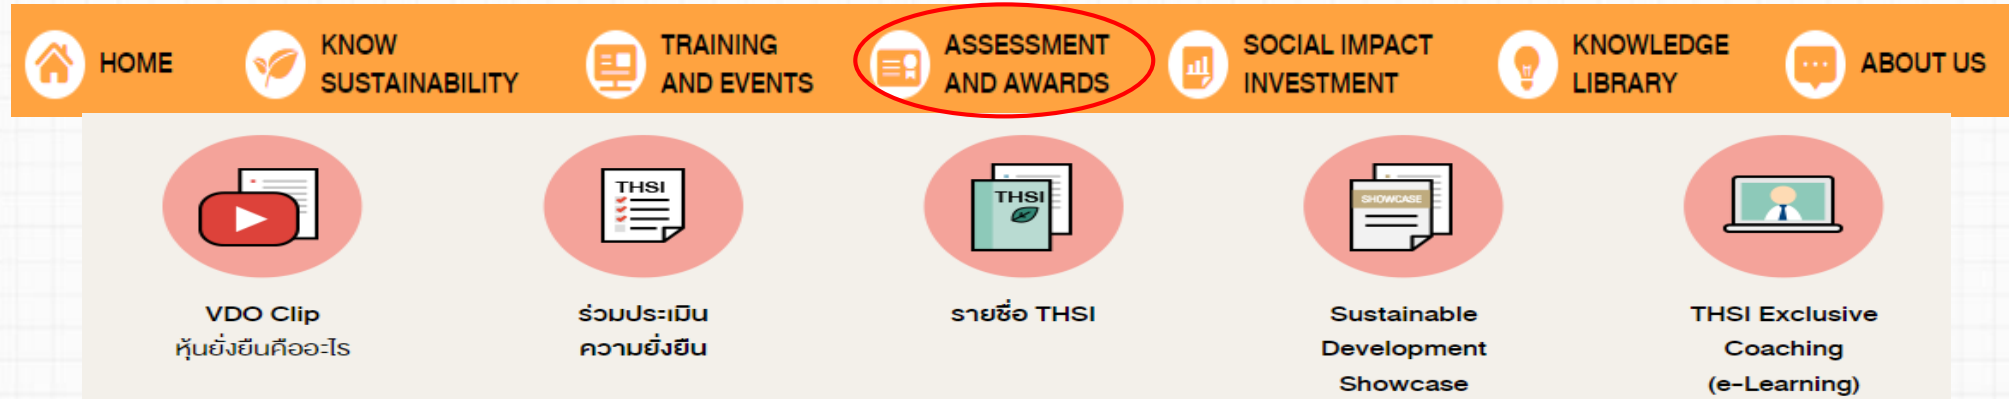 HOME
KNOW
SUSTAINABILITY
TRAINING
AND EVENTS
ASSESSMENT
AND AWARDS
SOCIAL IMPACT
INVESTMENT
KNOWLEDGE
LIBRARY
ABOUT US
THSI
THSI
SHOWCASE
VDO Clip
หุ้นยั่งยืนคืออะไร
ร่วมประเมิน
ความยั่งยืน
รายชื่อ THSI
Sustainable
Development
Showcase
THSI Exclusive
Coaching
(e-Learning)